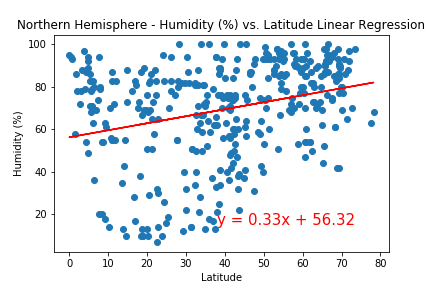 Northern Hemisphere - Humidity (%) vs. Latitude Linear Regression
100
80
60
40
20
Humidity (%)
y = 0.33x + 56.32
0 10 20 30 40 50 60 70 80
Latitude